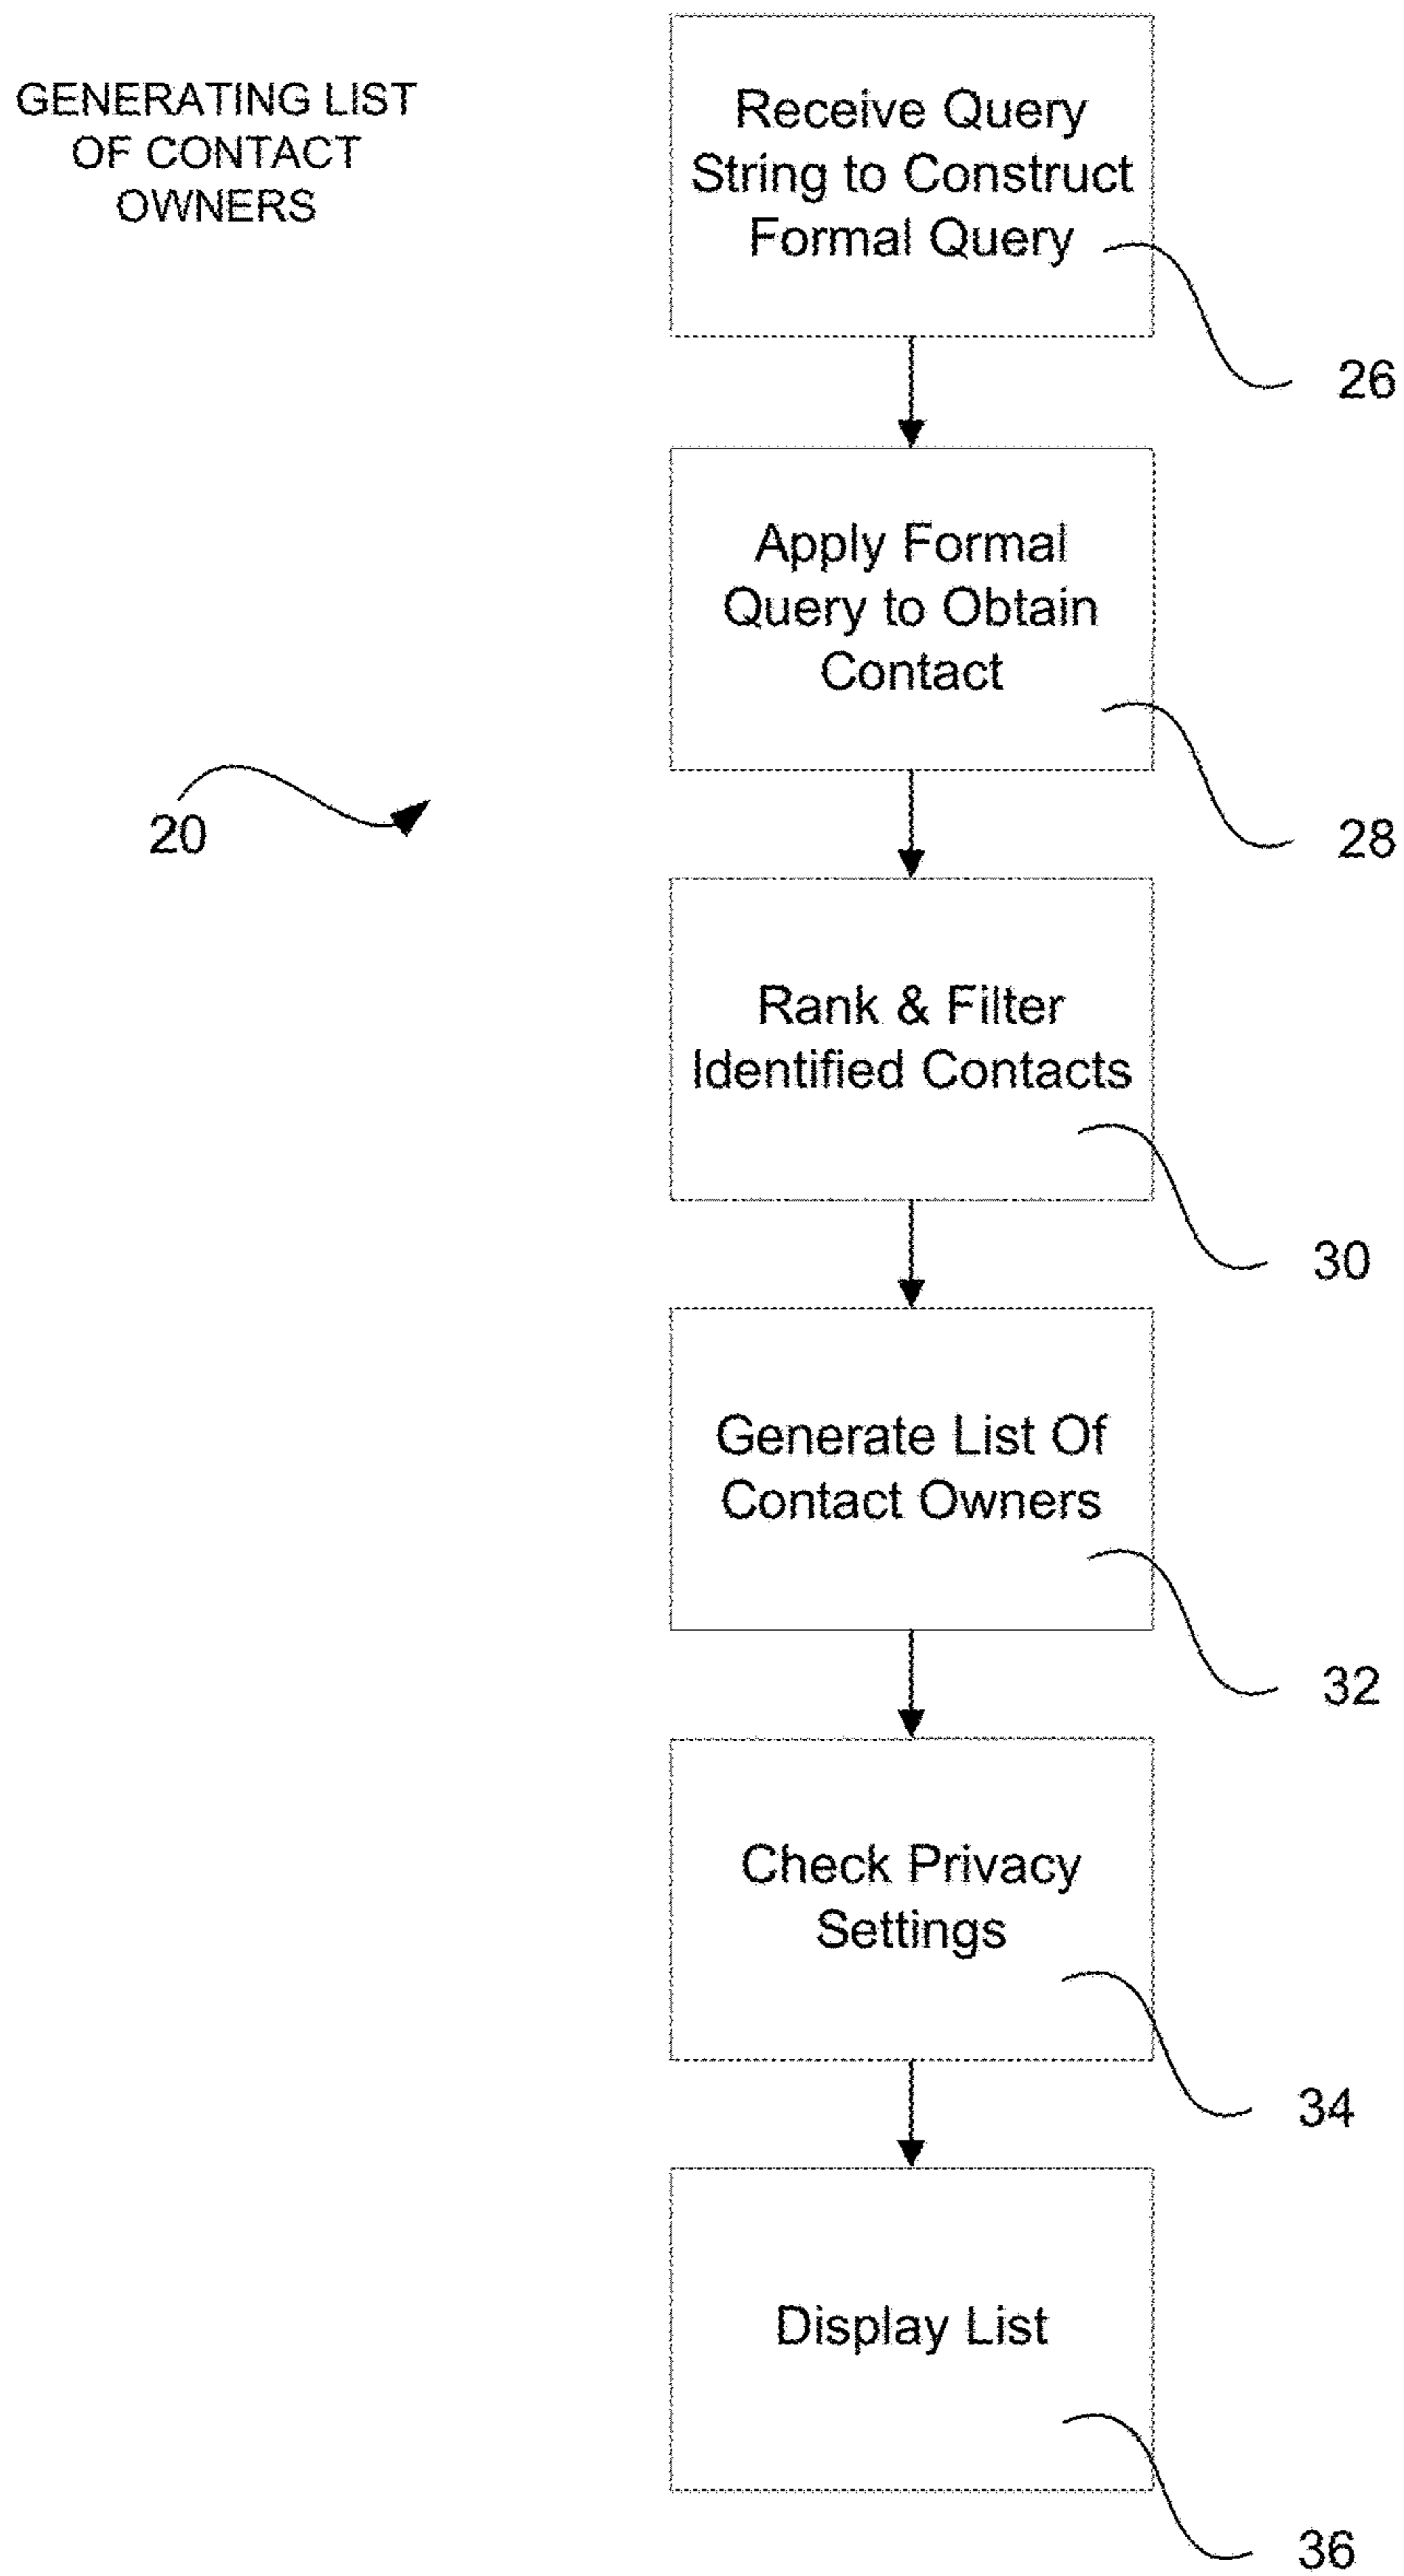 GENERATING LIST
OF CONTACT
OWNERS
Receive Query
String to Construct
Formal Query
26
Apply Formal
Query to Obtain
Contact
28
20
Rank & Filter
Identified Contacts
30
Generate List Of
Contact Owners
32
Check Privacy
Settings
34
Display List
36